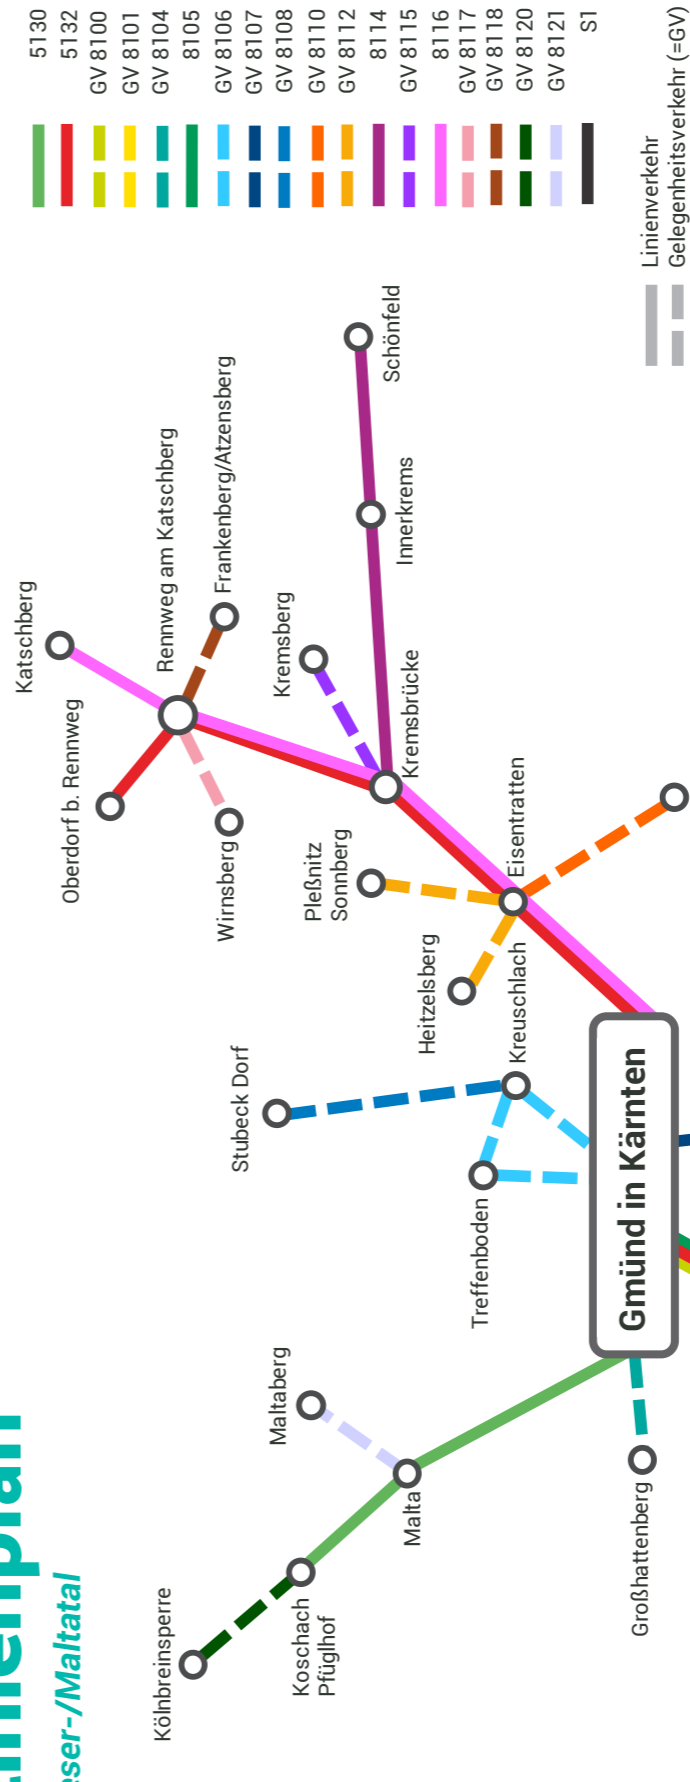 eser-/Maltatal
Kölnbreinsperre
Koschach
Pfüglhof
Malta
Maltaberg
Großhattenberg
Gmünd in Kärnten
Treffenboden
Kreuschlach
Stubeck Dorf
Heitzelsberg
Pleßnitz
Sonnberg
Eisentratten
Kremsbrücke
Kremsberg
Innerkrems
Schönfeld
Wirnsberg
Oberdorf b. Rennweg
Katschberg
Rennweg am Katschberg
Frankenberg/Atzensberg
5130
5132
GV 8100
GV 8101
GV 8104
8105
GV 8106
GV 8107
GV 8108
GV 8110
GV 8112
8114
GV 8115
8116
GV 8117
GV 8118
GV 8120
GV 8121
S1
Linienverkehr
Gelegenheitsverkehr (=GV)